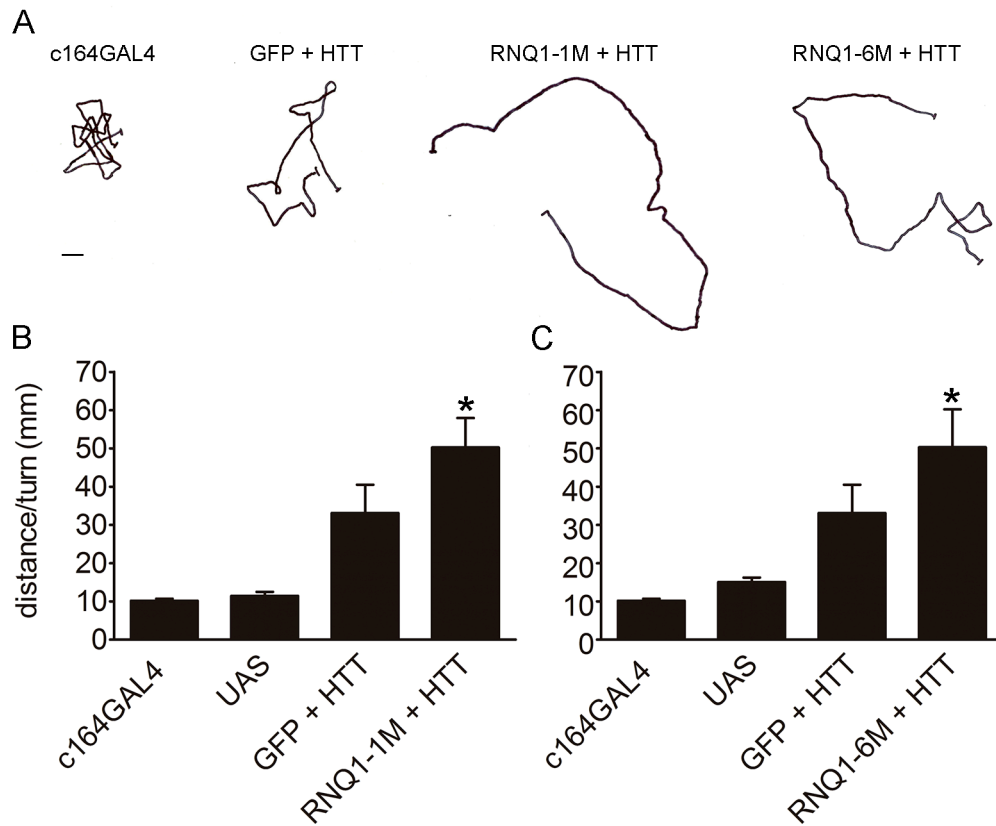 A
c164GAL4
GFP + HTT
RNQ1-1M + HTT
RNQ1-6M + HTT
B
distance/turn (mm)
70
60
50
40
30
20
10
0
*
c164GAL4
UAS
GFP + HTT
RNQ1-1M + HTT
C
70
60
50
40
30
20
10
0
*
c164GAL4
UAS
GFP + HTT
RNQ1-6M + HTT